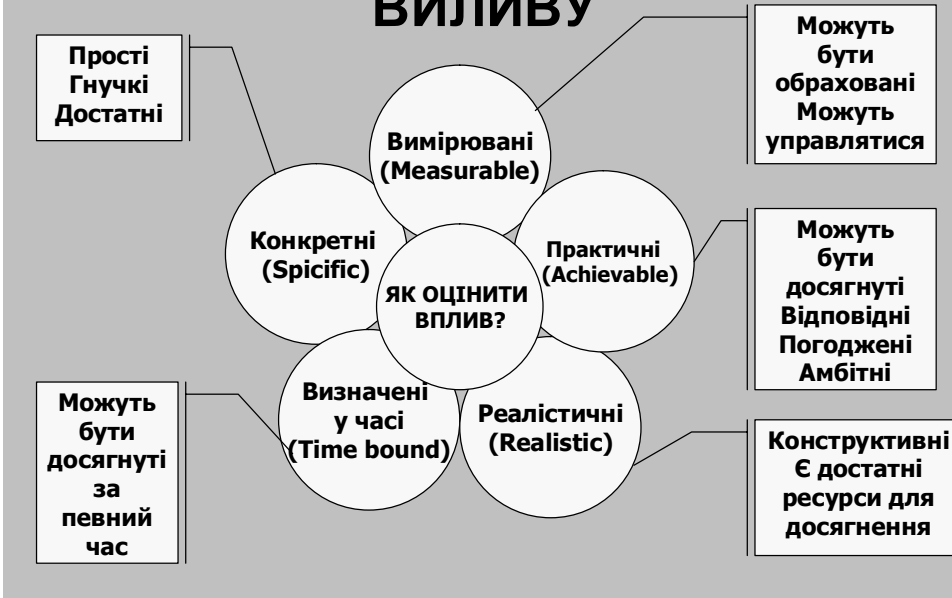 ВИЛИВУ
Прості
Гнучкі
Достатні
Вимірювані
(Measurable)
Можуть
бути
обраховані
Можуть
управлятися
Конкретні
(Spicific)
Практичні
(Achievable)
Можуть
бути
досягнуті
Відповідні
Погоджені
Амбітні
ЯК ОЦІНИТИ
ВПЛИВ?
Визначені
у часі
(Time bound)
Реалістичні
(Realistic)
Можуть
бути
досягнуті
за
певний
час
Конструктивні
Є достатні
ресурси для
досягнення